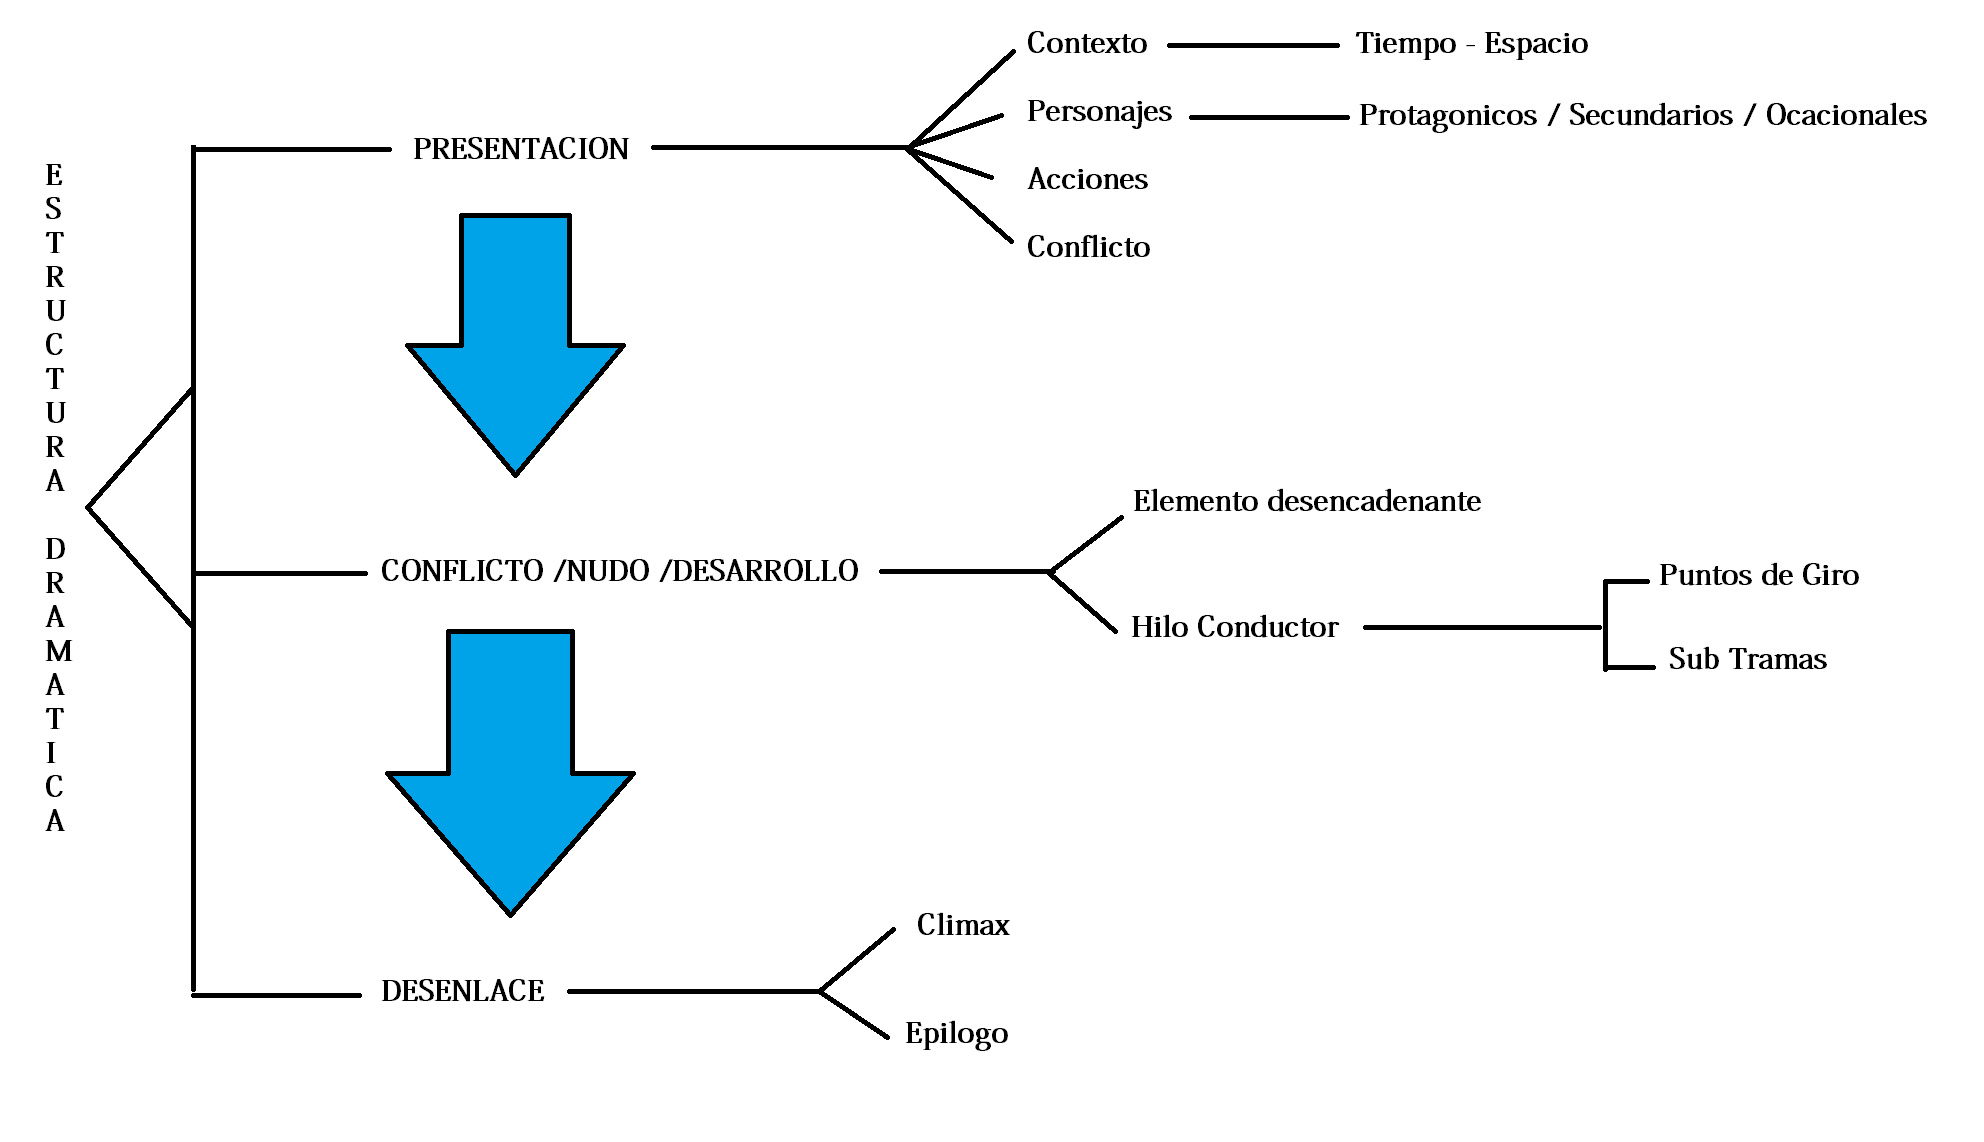 ESTRUCTURA DRAMATICA
PRESENTACION
Contexto
Tiempo - Espacio
Personajes
Protagonicos / Secundarios / Ocacionales
Acciones
Conflicto
CONFLICTO /NUDO /DESARROLLO
Elemento desencadenante
Hilo Conductor
Puntos de Giro
Sub Tramas
DESENLACE
Climax
Epilogo